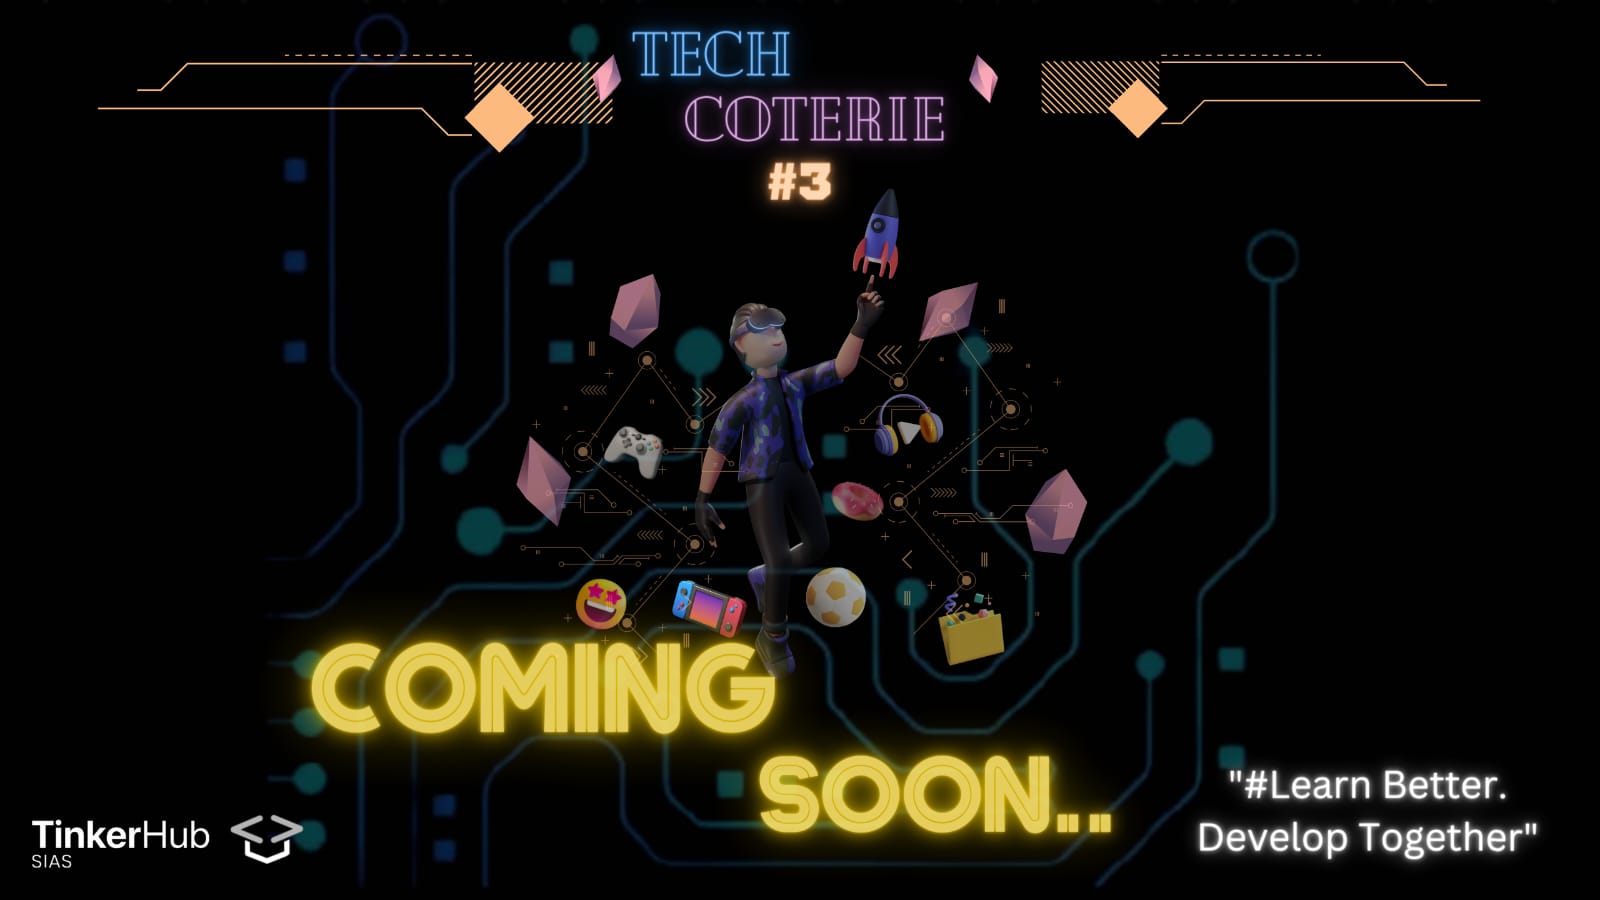 TECH
COTERIE
#3
COMING
SOON...
"#Learn Better.
Develop Together"
TinkerHub
SIAS